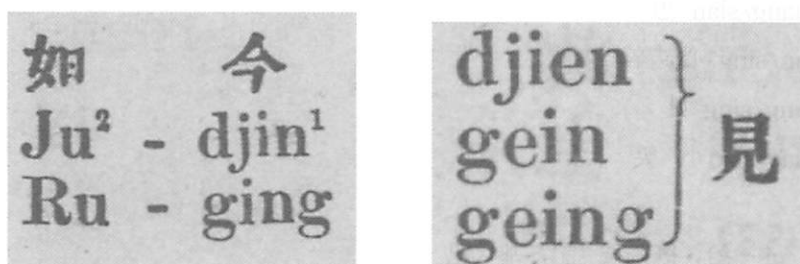 如 今
Ju² - djin¹
Ru - ging
djien
gein
geing
見